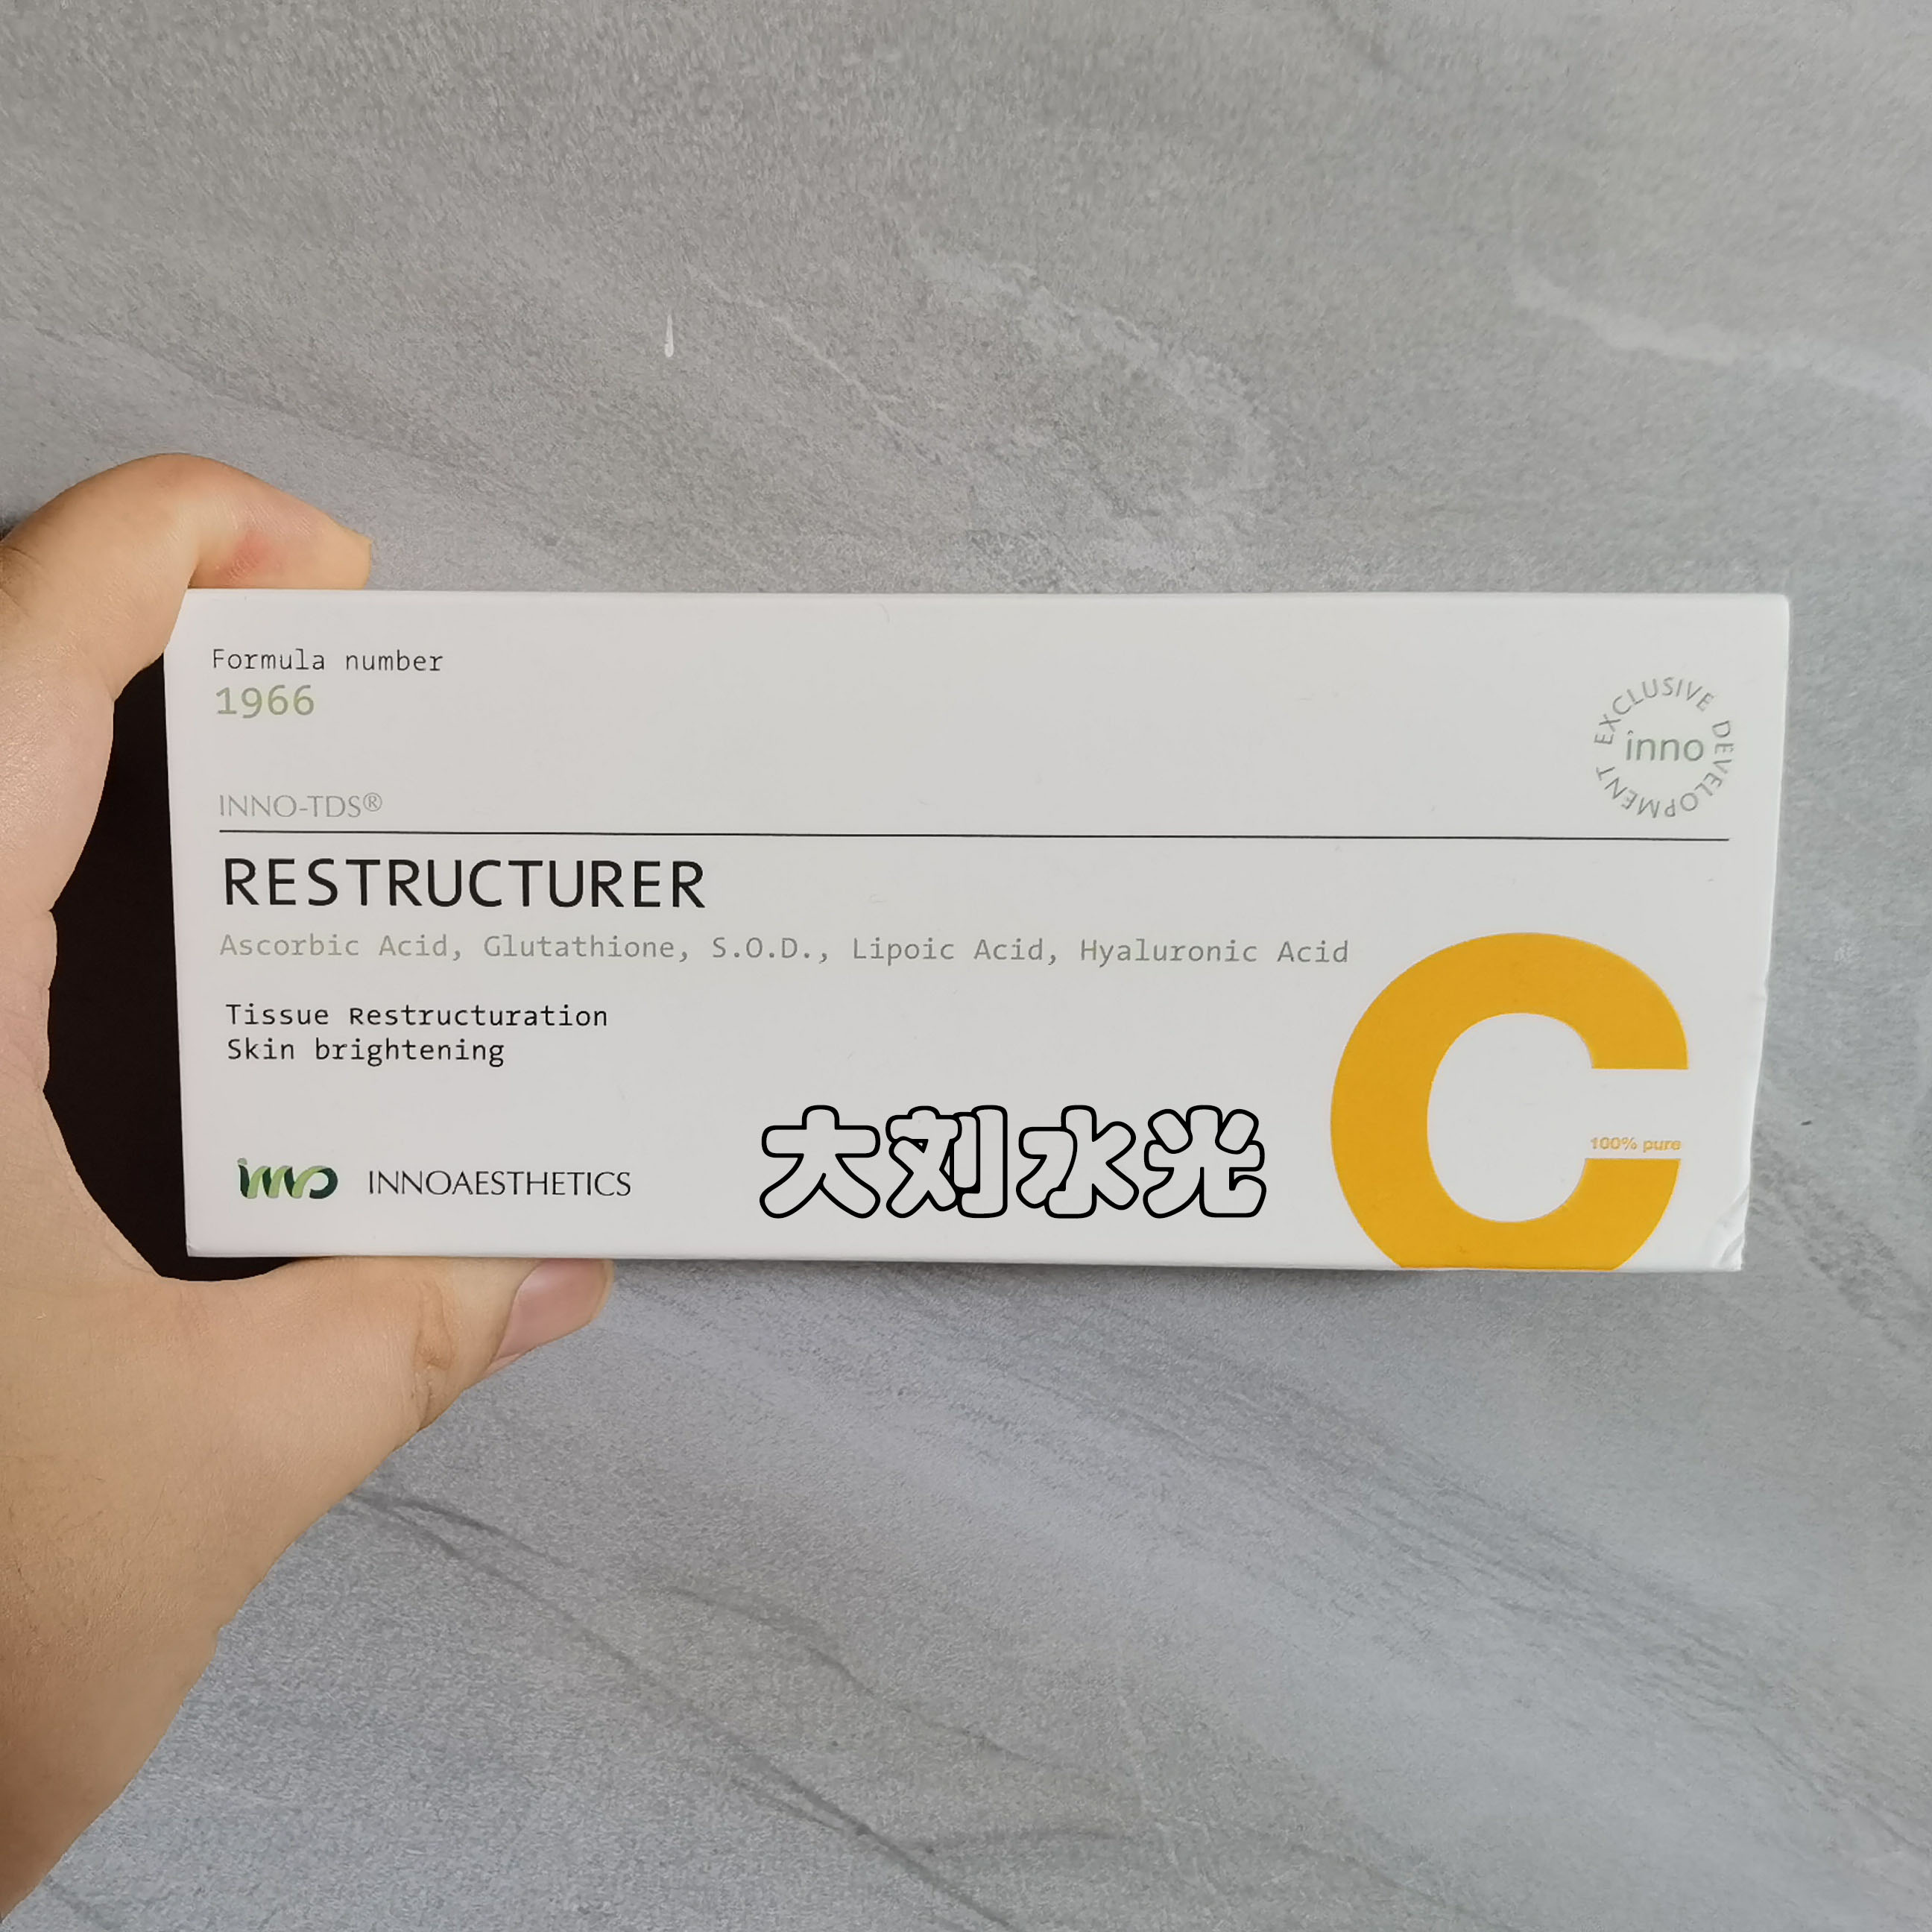 Formula number
1966
EXCLUSIVE DEVELOPMENT
inno
INNO-TDS®
RESTRUCTURER
Ascorbic Acid, Glutathione, S.O.D., Lipoic Acid, Hyaluronic Acid
Tissue Restructuration
Skin brightening
C
100% pure
inno INNOAESTHETICS
大刘水光